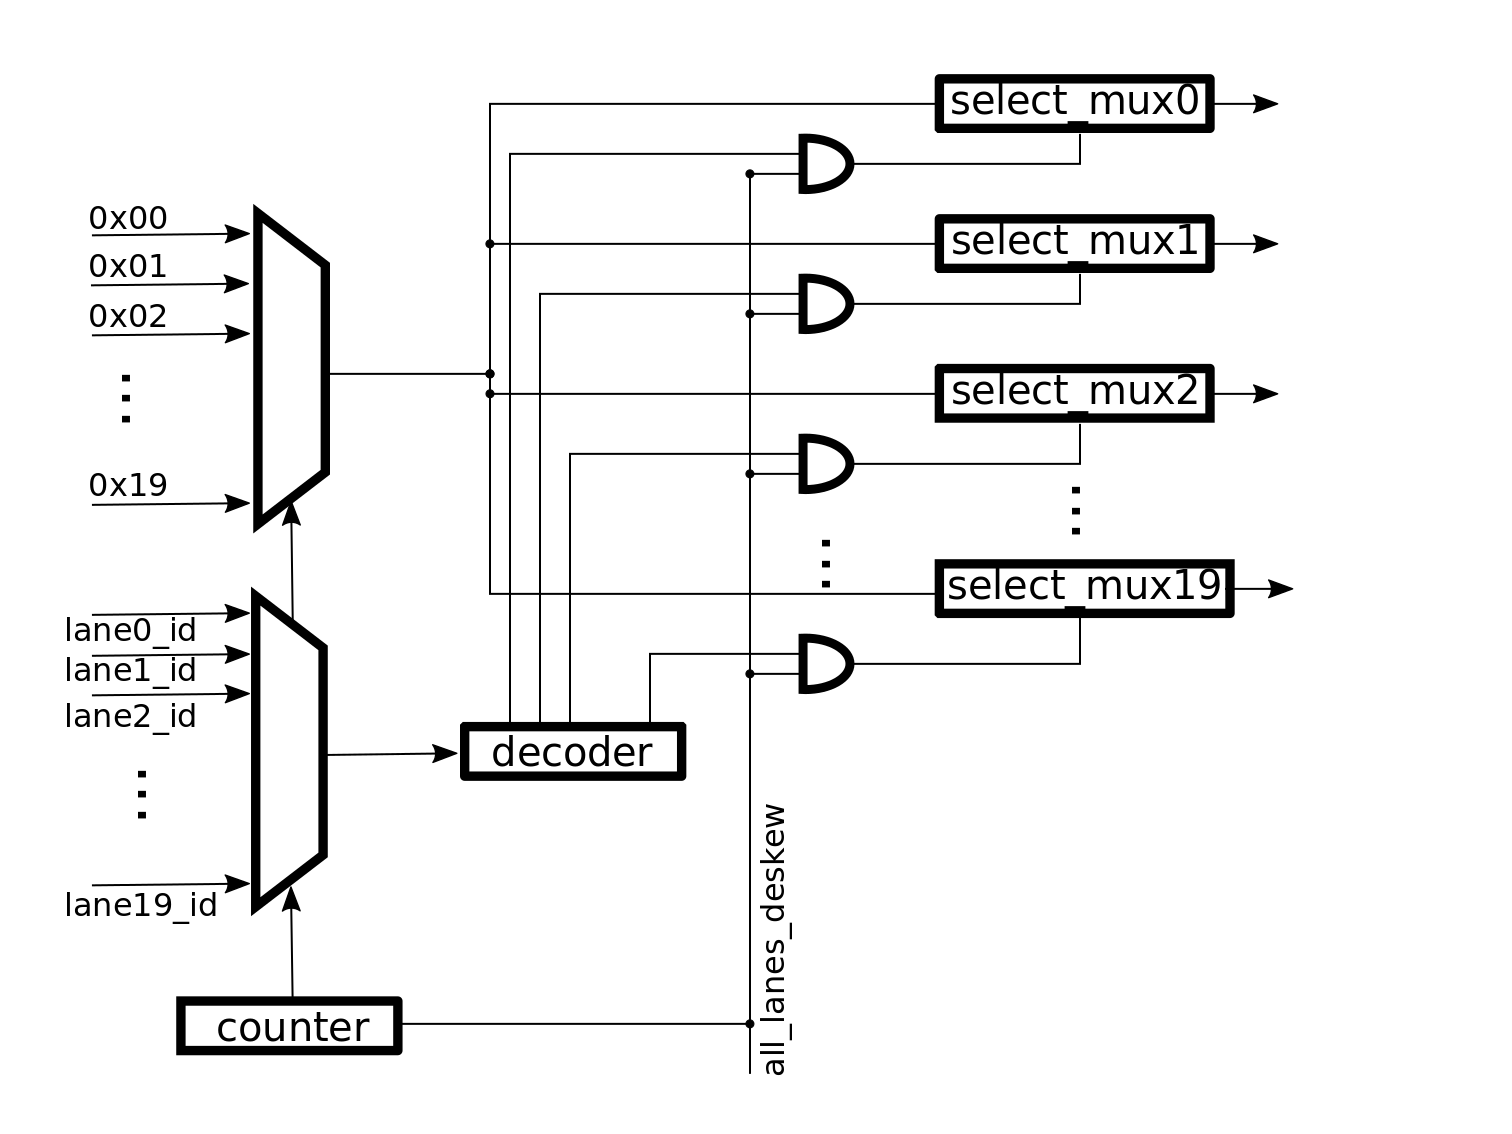 select_mux0
0x00
select_mux1
0x01
0x02
select_mux2
0x19
select_mux19
lane0_id
lane1_id
lane2_id
decoder
lane19_id
all_lanes_deskew
counter